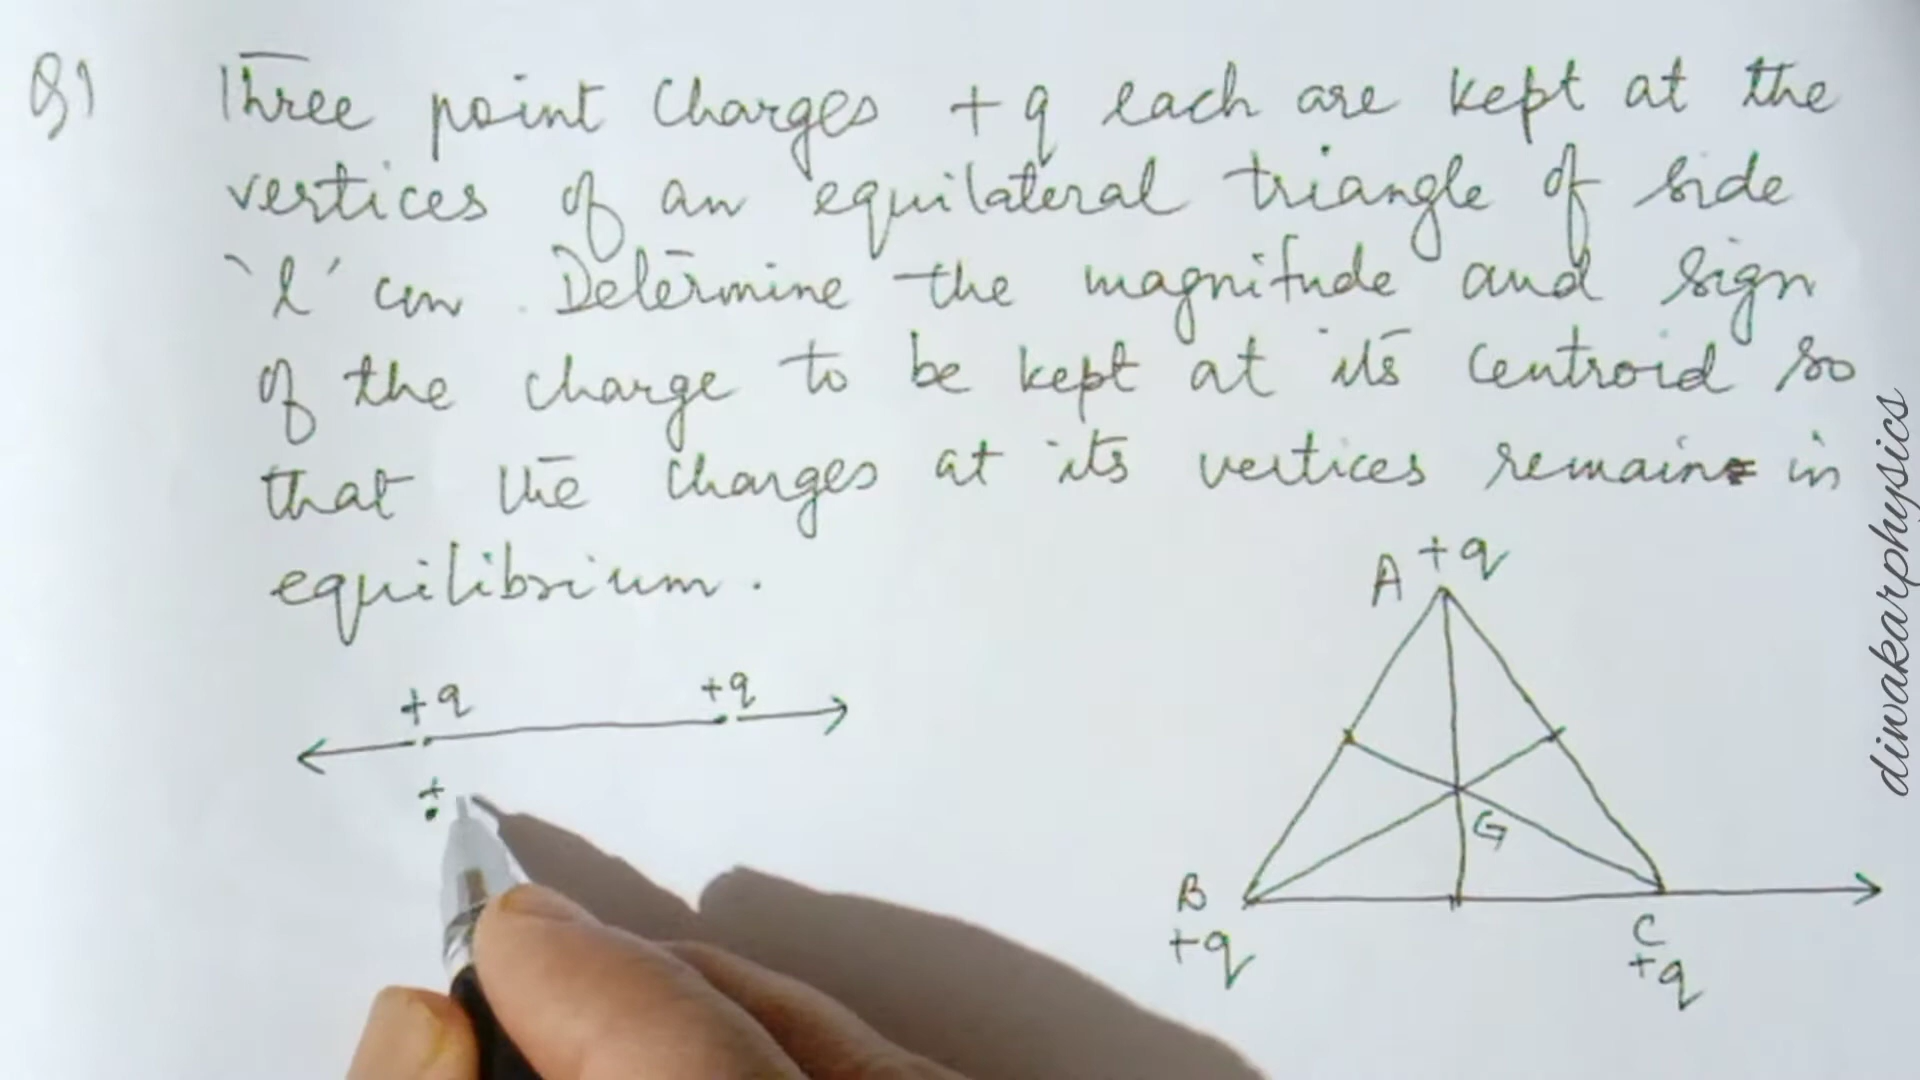 Q1
Three point charges +q each are kept at the
vertices of an equilateral triangle of side
'l' cm. Determine the magnitude and sign
of the charge to be kept at its centroid so
that the charges at its vertices remain in
equilibrium.
A +q
+q +q
+
G
B
+q
C
+q
diwakarphysics